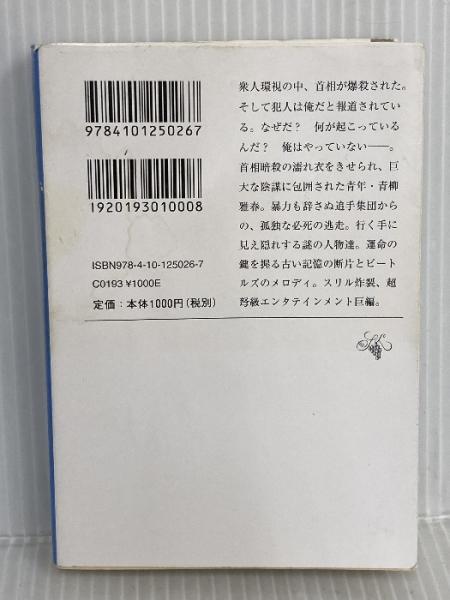 9784101250267
1920193010008
ISBN978-4-10-125026-7
C0193 ¥1000E
定価：本体1000円（税別）
衆人環視の中、首相が爆殺された。
そして犯人は俺だと報道されてい
る。なぜだ？　何が起こっている
んだ？　俺はやっていない――。
首相暗殺の濡れ衣をきせられ、巨
大な陰謀に包囲された青年・青柳
雅春。暴力も辞さぬ追手集団から
の、孤独な必死の逃走。行く手に
見え隠れする謎の人物達。運命の
鍵を握る古い記憶の断片とビート
ルズのメロディ。スリル炸裂、超
弩級エンタテインメント巨編。